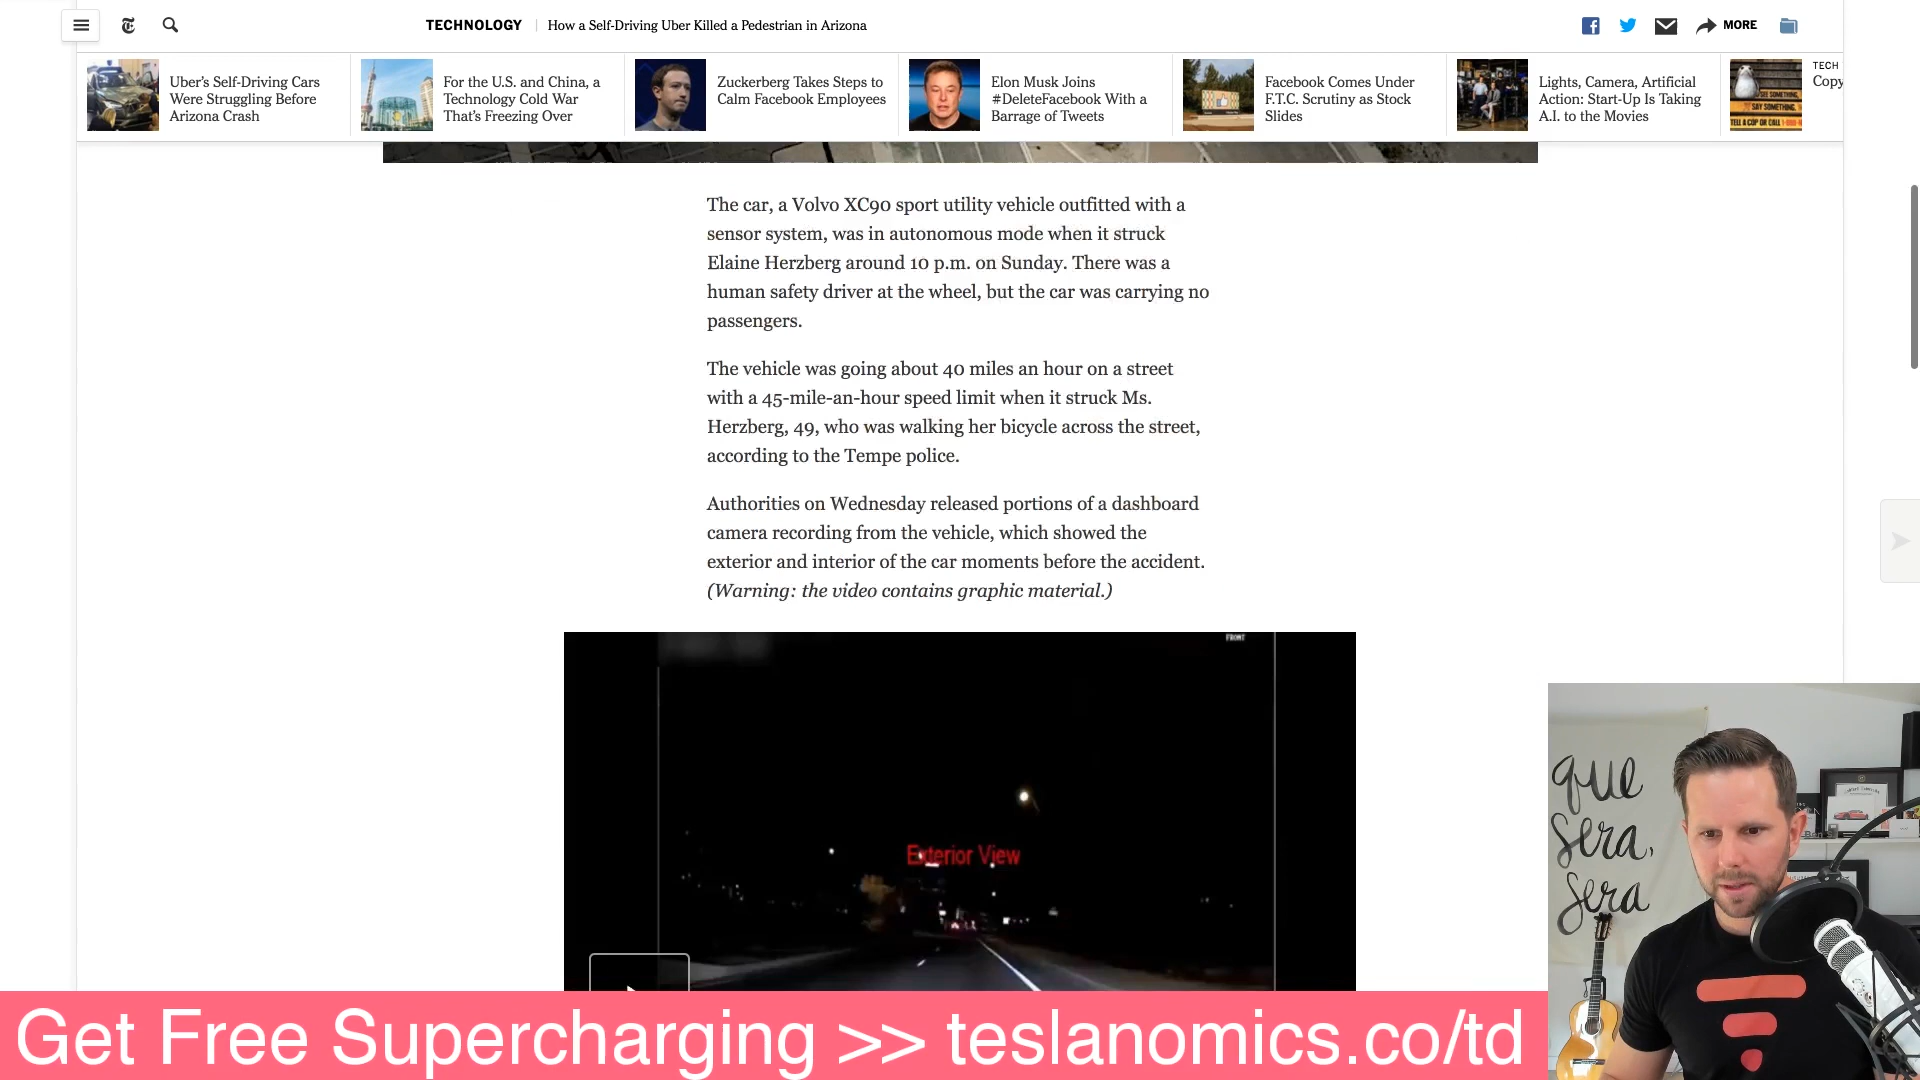 TECHNOLOGY
How a Self-Driving Uber Killed a Pedestrian in Arizona
MORE
Uber's Self-Driving Cars
Were Struggling Before
Arizona Crash
For the U.S. and China, a
Technology Cold War
That's Freezing Over
Zuckerberg Takes Steps to
Calm Facebook Employees
Elon Musk Joins
#DeleteFacebook With a
Barrage of Tweets
Facebook Comes Under
F.T.C. Scrutiny as Stock
Slides
Lights, Camera, Artificial
Action: Start-Up Is Taking
A.I. to the Movies
TECH
Copy
The car, a Volvo XC90 sport utility vehicle outfitted with a
sensor system, was in autonomous mode when it struck
Elaine Herzberg around 10 p.m. on Sunday. There was a
human safety driver at the wheel, but the car was carrying no
passengers.
The vehicle was going about 40 miles an hour on a street
with a 45-mile-an-hour speed limit when it struck Ms.
Herzberg, 49, who was walking her bicycle across the street,
according to the Tempe police.
Authorities on Wednesday released portions of a dashboard
camera recording from the vehicle, which showed the
exterior and interior of the car moments before the accident.
(Warning: the video contains graphic material.)
FRONT
Exterior View
que
sera,
sera
Get Free Supercharging >> teslanomics.co/td